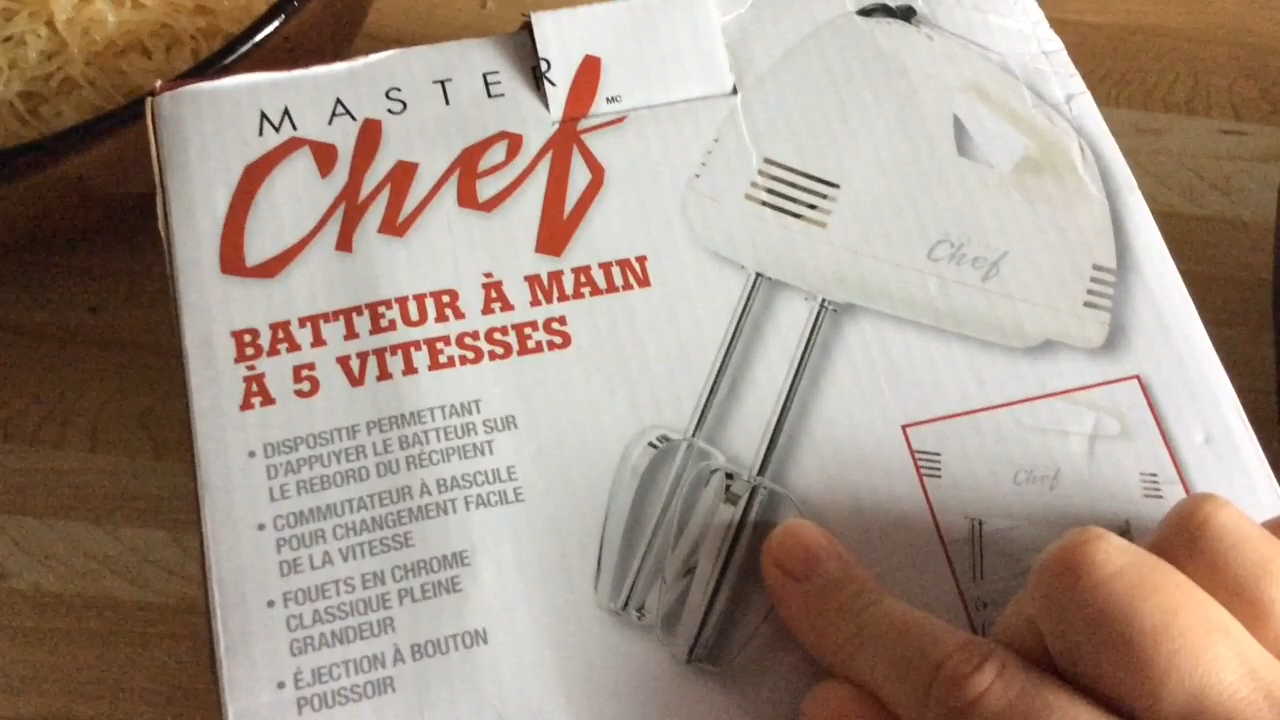 MASTER
Chef MC
BATTEUR À MAIN
À 5 VITESSES
• DISPOSITIF PERMETTANT
D'APPUYER LE BATTEUR SUR
LE REBORD DU RÉCIPIENT
• COMMUTATEUR À BASCULE
POUR CHANGEMENT FACILE
DE LA VITESSE
• FOUETS EN CHROME
CLASSIQUE PLEINE
GRANDEUR
• ÉJECTION À BOUTON
POUSSOIR
Chef
Chef